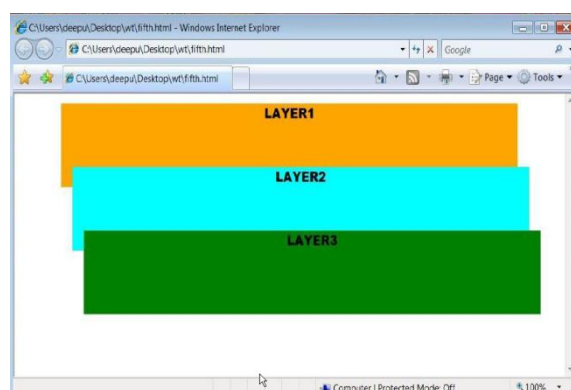 C:\Users\deepu\Desktop\wt\fifth.html - Windows Internet Explorer
C:\Users\deepu\Desktop\wt\fifth.html
Google
C:\Users\deepu\Desktop\wt\fifth.html
Page
Tools
LAYER1
LAYER2
LAYER3
Computer | Protected Mode: Off
100%